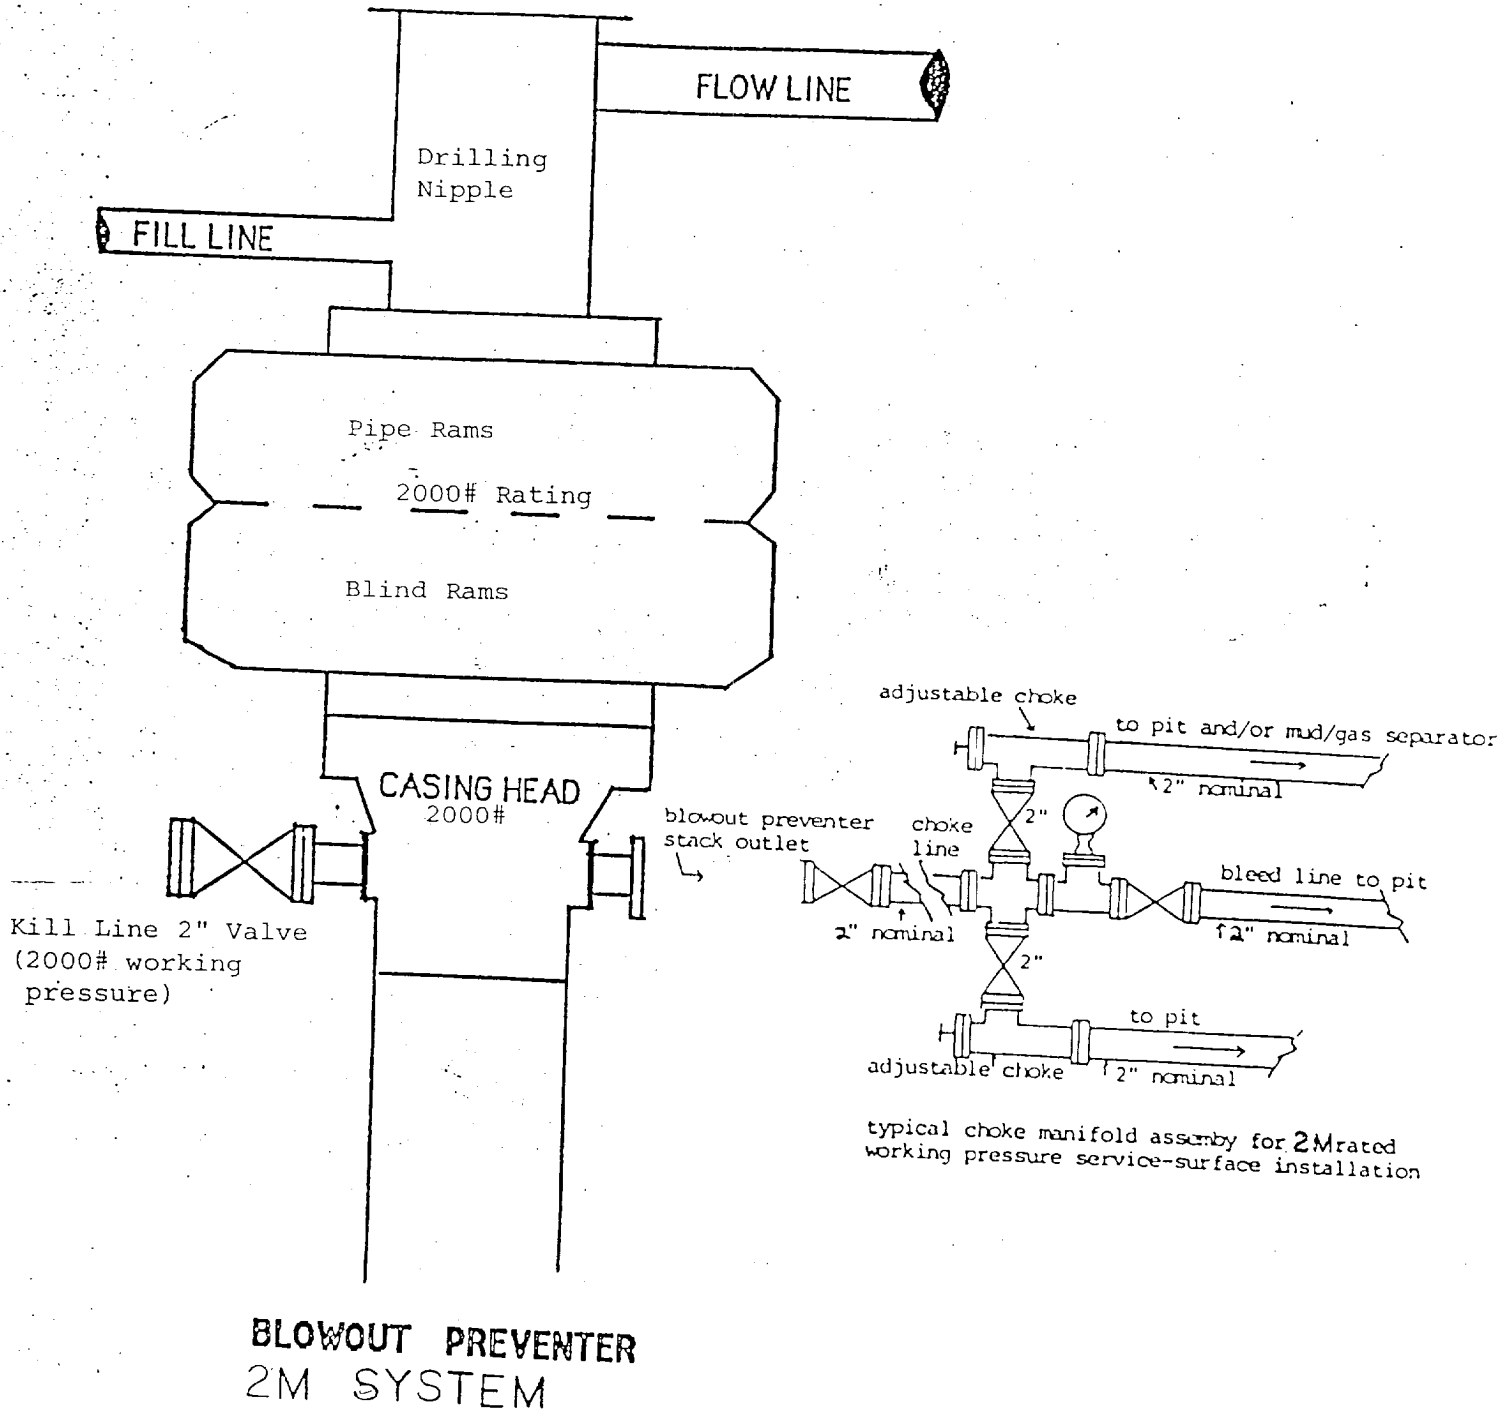 FLOW LINE
Drilling
Nipple
FILL LINE
Pipe Rams
2000# Rating
Blind Rams
CASING HEAD
2000#
Kill Line 2" Valve
(2000# working
pressure)
blowout preventer
stack outlet
choke
line
2" nominal
adjustable choke
to pit and/or mud/gas separator
2" nominal
2"
bleed line to pit
2" nominal
2"
to pit
adjustable choke
2" nominal
typical choke manifold assemby for 2M rated
working pressure service-surface installation
BLOWOUT PREVENTER
2M SYSTEM